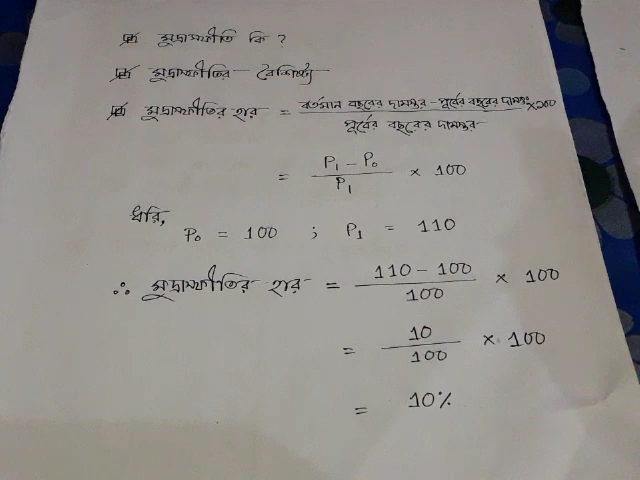 মুদ্রাস্ফীতি কি ?
মুদ্রাস্ফীতির বৈশিষ্ট্য
মুদ্রাস্ফীতির হার = বর্তমান বছরের দামস্তর - পূর্বের বছরের দামস্তর / পূর্বের বছরের দামস্তর × 100
= P₁ - P₀ / P₁ × 100
ধরি,
P₀ = 100 ; P₁ = 110
∴ মুদ্রাস্ফীতির হার = 110 - 100 / 100 × 100
= 10 / 100 × 100
= 10%